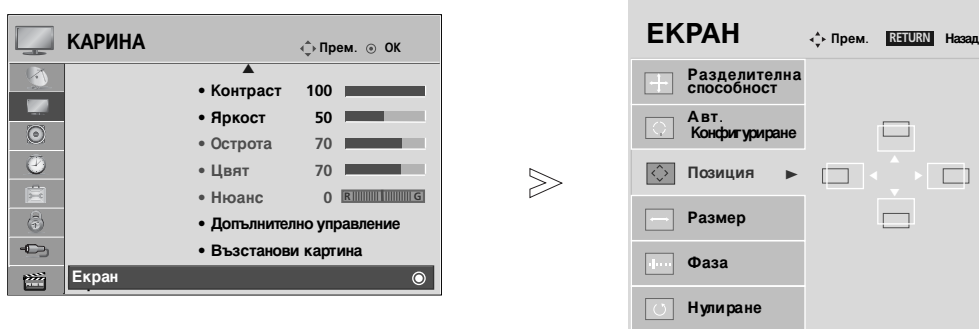 КАРИНА
Прем. OK
• Контраст 100
• Яркост 50
• Острота 70
• Цвят 70
• Нюанс 0 R G
• Допълнително управление
• Възстанови картина
Екран
ЕКРАН
Прем. RETURN Назад
Разделителна
способност
Авт.
Конфигуриране
Позиция
Размер
Фаза
Нулиране